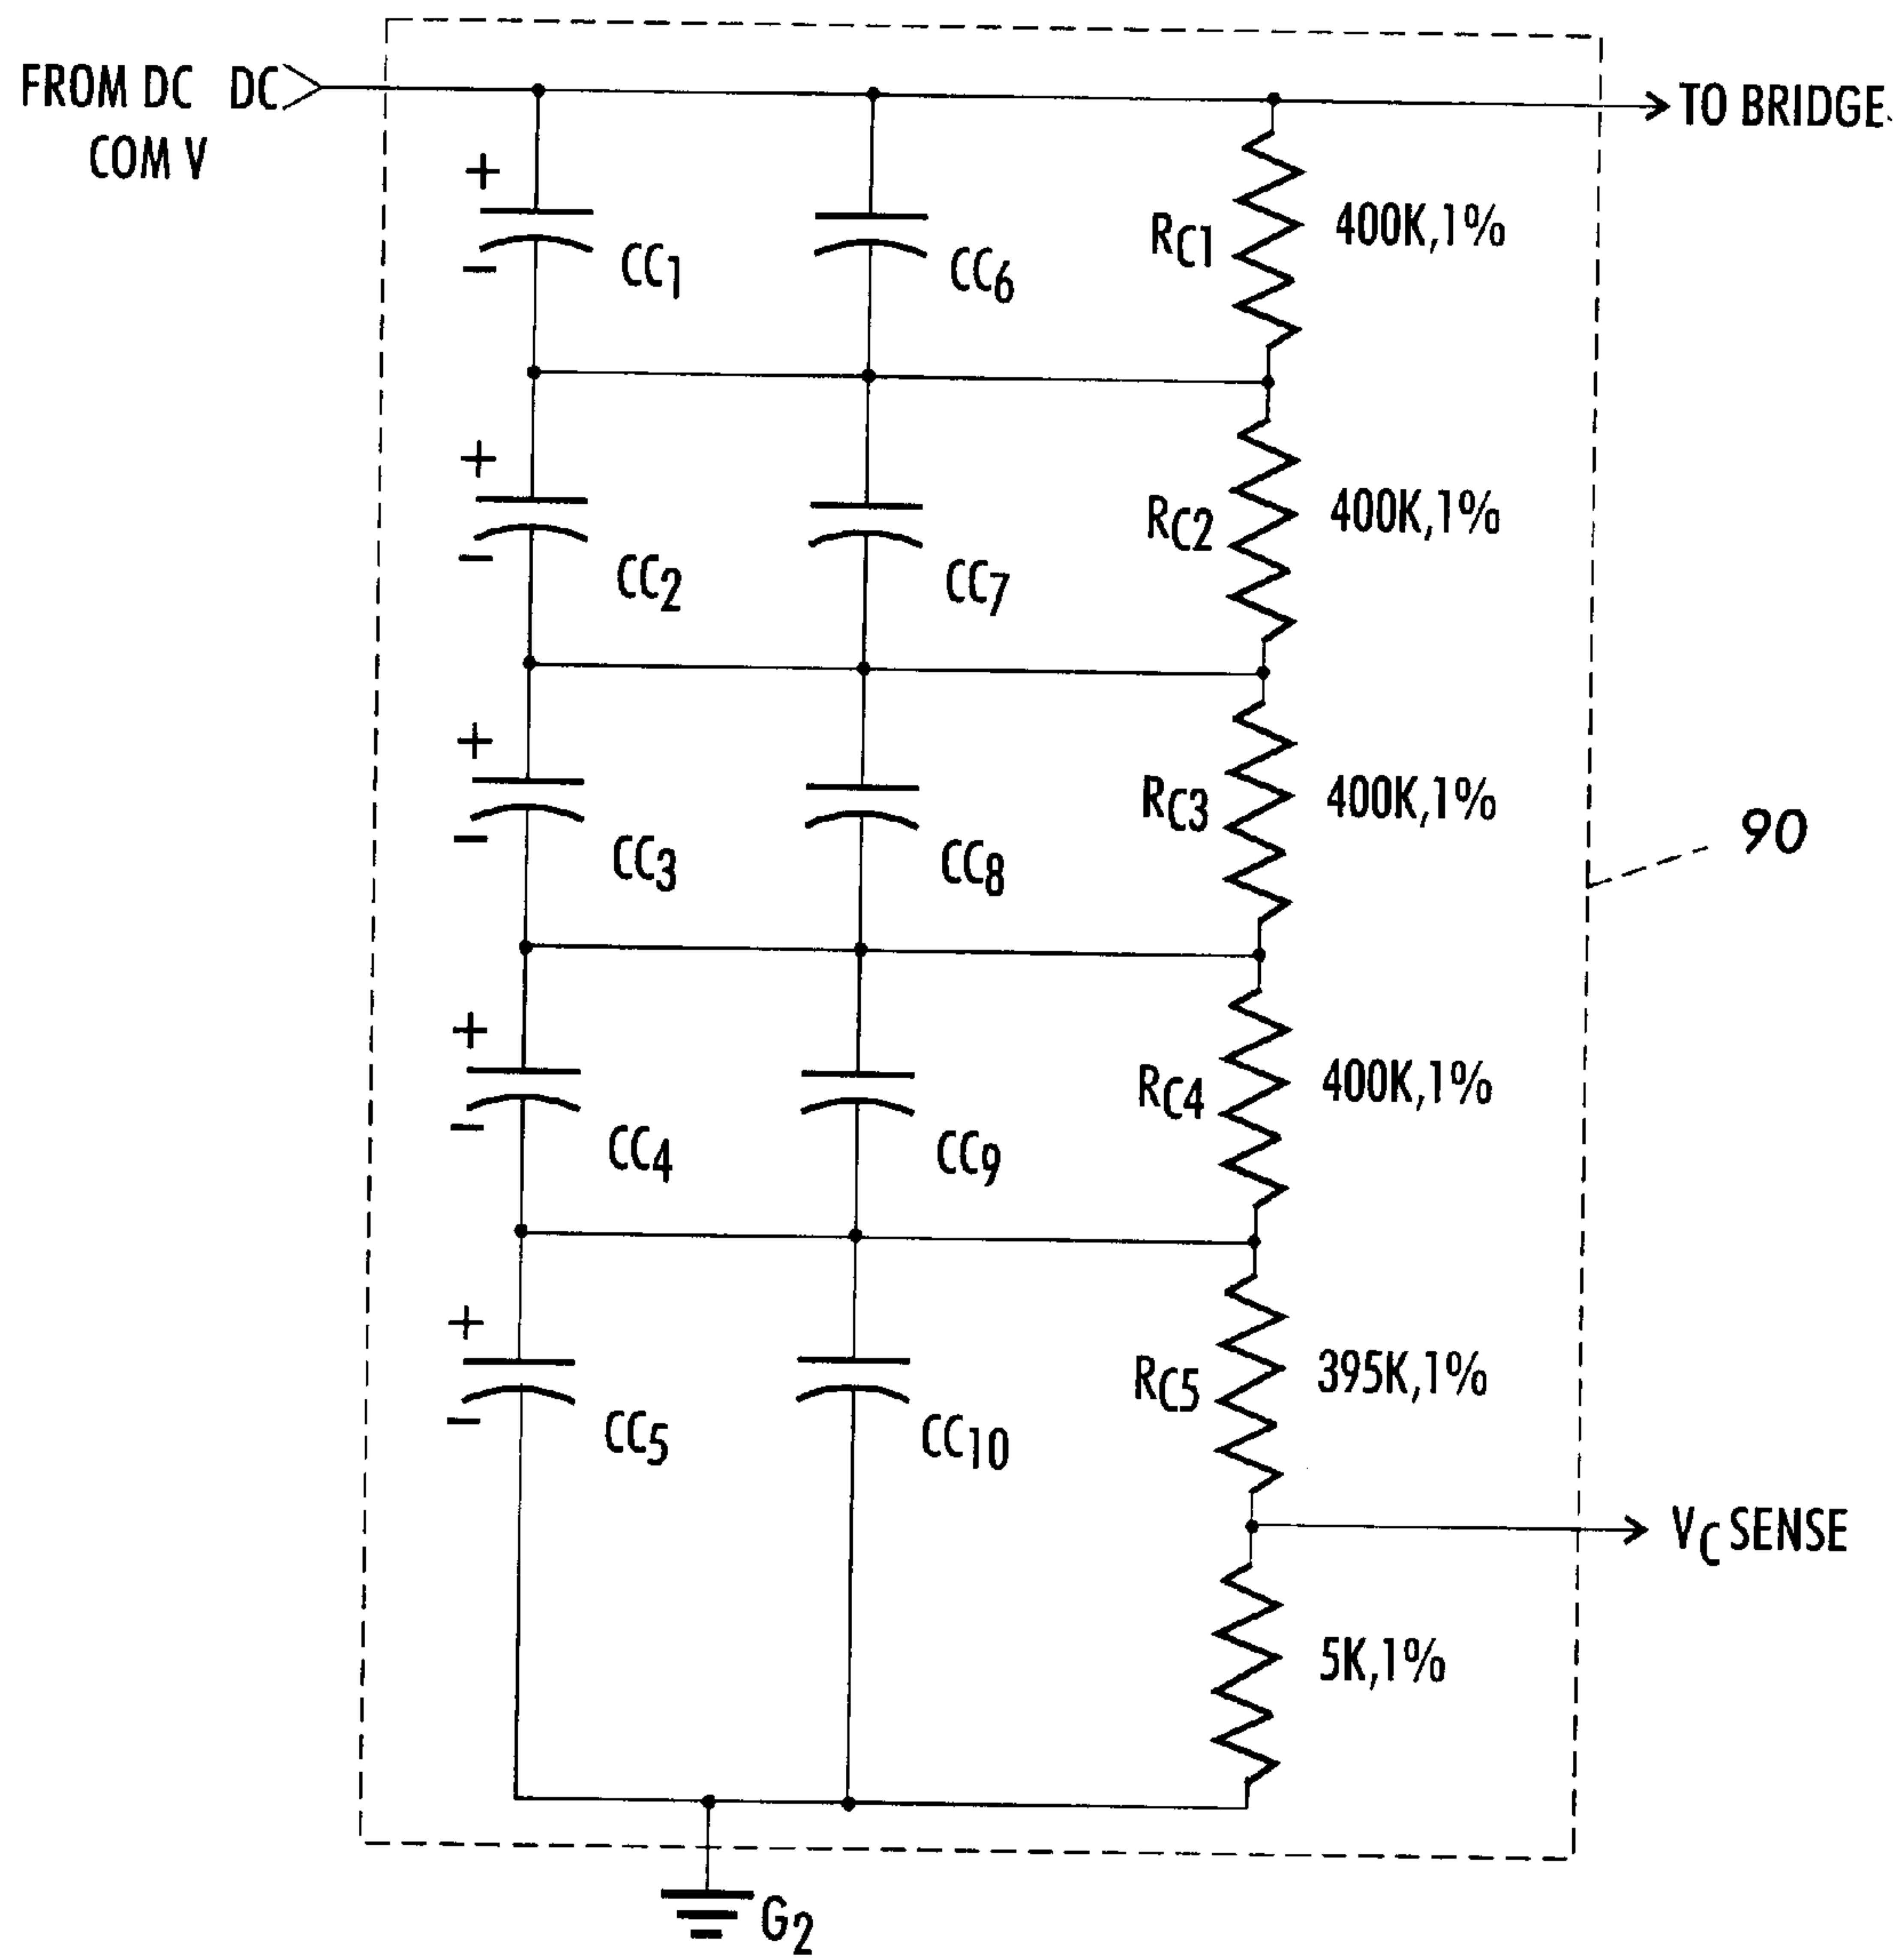 FROM DC DC
COM V
TO BRIDGE
+
−
CC1
CC6
RC1
400K,1%
+
−
CC2
CC7
RC2
400K,1%
+
−
CC3
CC8
RC3
400K,1%
90
+
−
CC4
CC9
RC4
400K,1%
+
−
CC5
CC10
RC5
395K,1%
VC SENSE
5K,1%
G2